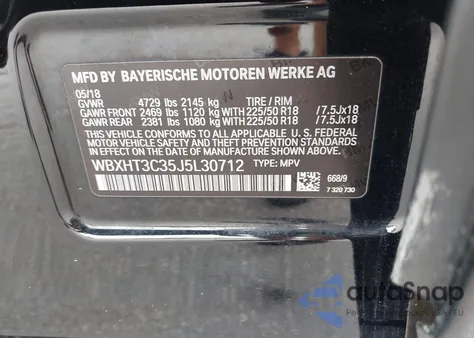 MFD BY BAYERISCHE MOTOREN WERKE AG
05/18
GVWR 4729 lbs 2145 kg TIRE / RIM
GAWR FRONT 2469 lbs 1120 kg WITH 225/50 R18 /7.5Jx18
GAWR REAR 2381 lbs 1080 kg WITH 225/50 R18 /7.5Jx18
THIS VEHICLE CONFORMS TO ALL APPLICABLE U. S. FEDERAL
MOTOR VEHICLE SAFETY, BUMPER, AND THEFT PREVENTION
STANDARDS IN EFFECT ON THE DATE OF MANUFACTURE SHOWN ABOVE.
WBXHT3C35J5L30712 TYPE: MPV
668/9
7 320 730
autoSnap